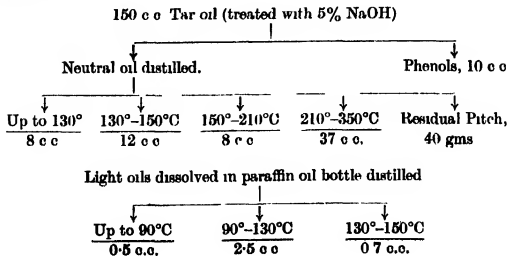 150 c c Tar oil (treated with 5% NaOH)
Neutral oil distilled. Phenols, 10 c c
Up to 130° 130°–150°C 150°–210°C 210°–350°C Residual Pitch,
8 c c 12 c c 8 c c 37 c.c. 40 gms
Light oils dissolved in paraffin oil bottle distilled
Up to 90°C 90°–130°C 130°–150°C
0·5 c.c. 2·5 c c 0 7 c.c.